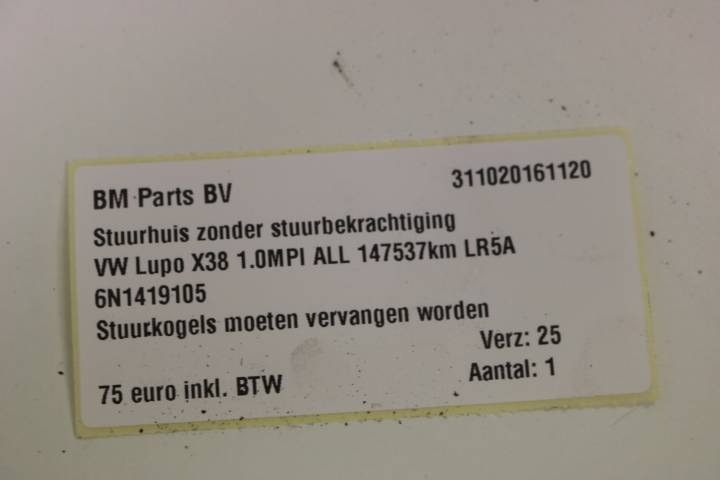 BM Parts BV 311020161120
Stuurhuis zonder stuurbekrachtiging
VW Lupo X38 1.0MPI ALL 147537km LR5A
6N1419105
Stuurkogels moeten vervangen worden
Verz: 25
75 euro inkl. BTW Aantal: 1